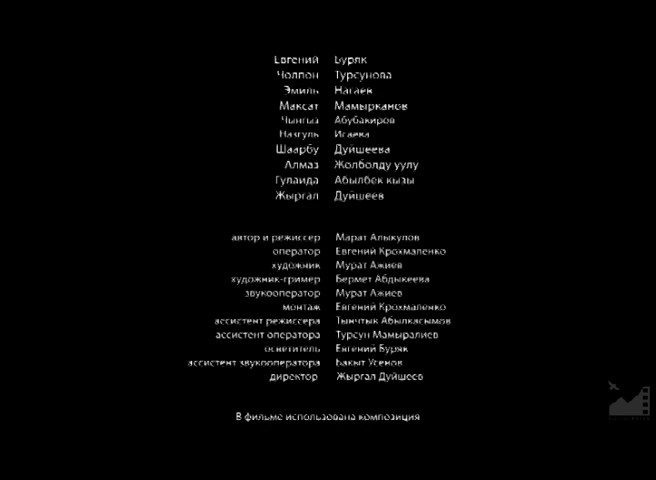 Евгений Буряк
Чолпон Турсунова
Эмиль Нагаев
Максат Мамырканов
Чынгыз Абубакиров
Назгуль Исаева
Шаарбу Дуйшеева
Алмаз Жолболду уулу
Гулаида Абылбек кызы
Жыргал Дуйшеев
автор и режиссер Марат Алыкулов
оператор Евгений Крохмаленко
художник Мурат Ажиев
художник-гример Бермет Абдыкеева
звукооператор Мурат Ажиев
монтаж Евгений Крохмаленко
ассистент режиссера Тынчтык Абылкасымов
ассистент оператора Турсун Мамыралиев
осветитель Евгений Буряк
ассистент звукооператора Бакыт Усенов
директор Жыргал Дуйшеев
В фильме использована композиция